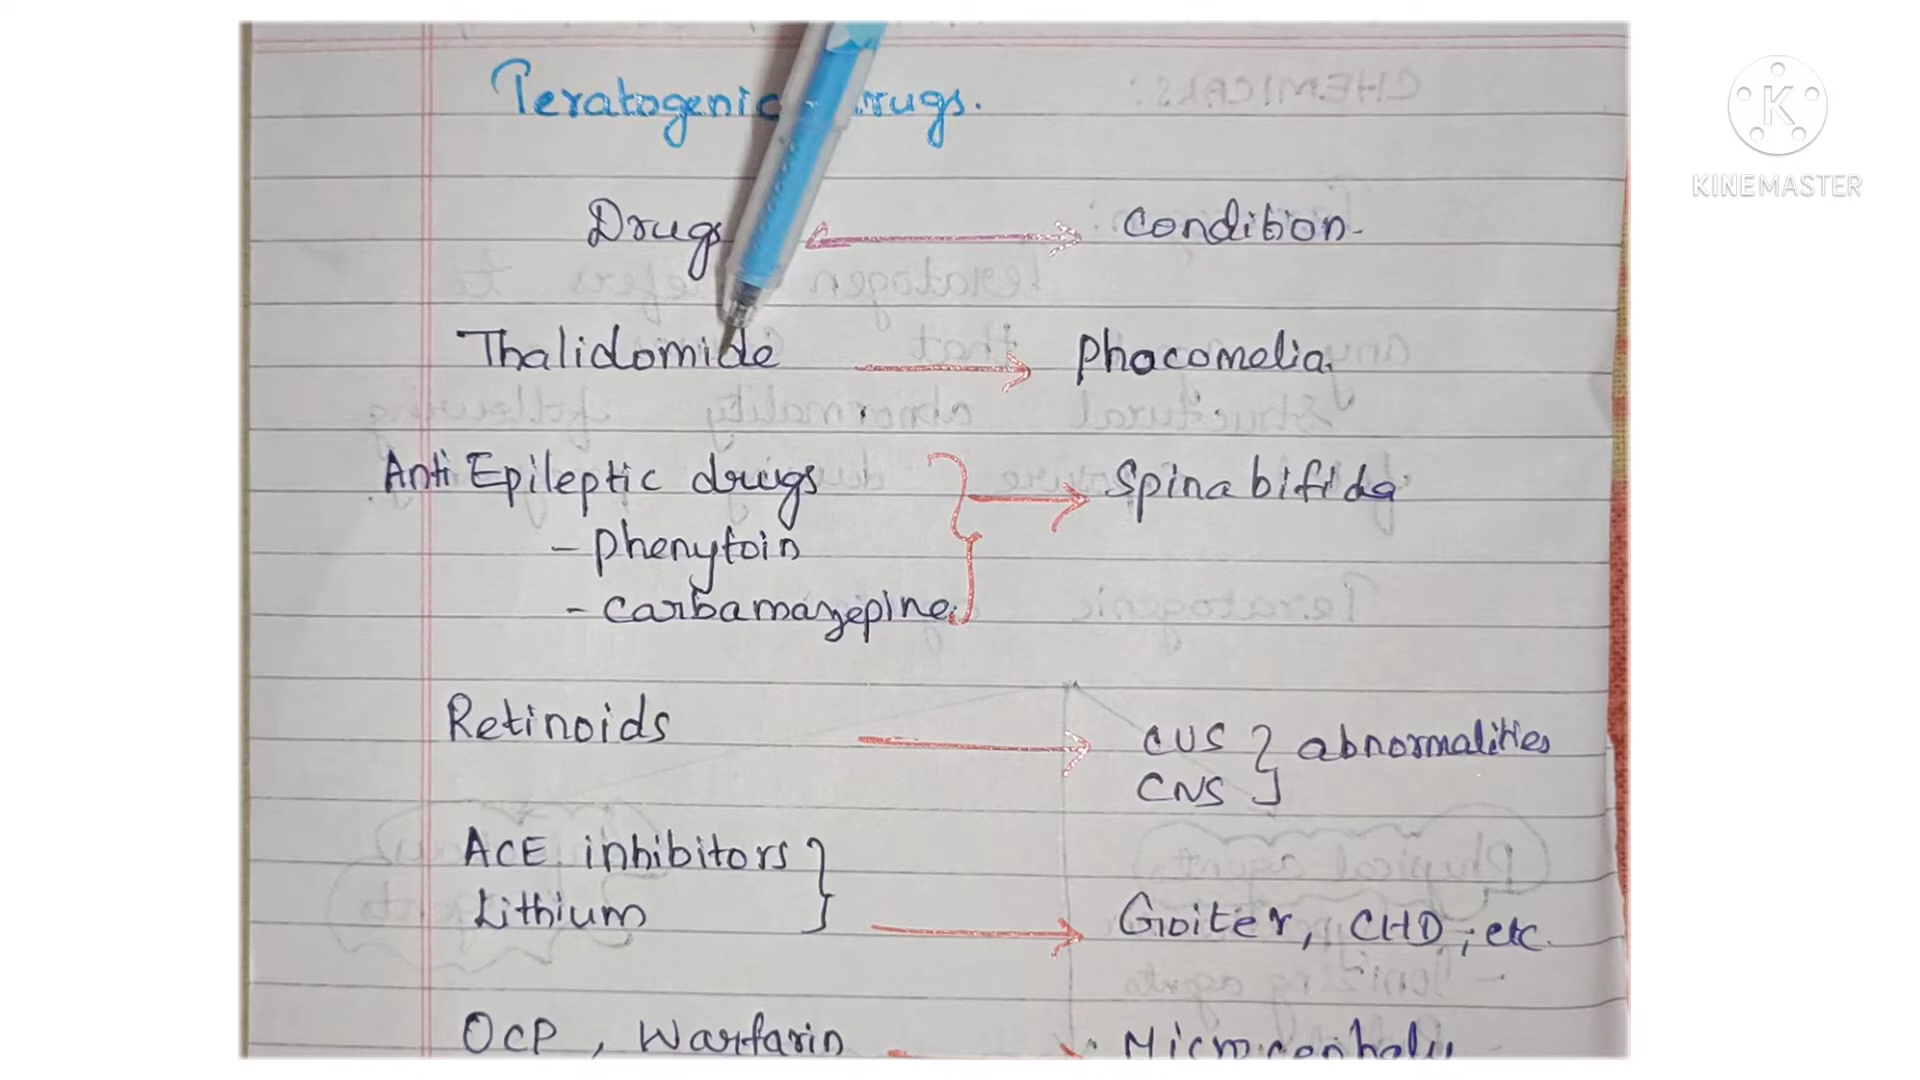 Teratogenic drugs.
Drugs ↔ Condition-
Thalidomide → Phocomelia.
Anti Epileptic drugs } → Spina bifida
- Phenytoin
- Carbamazepine
Retinoids → CVS } abnormalities
CNS
ACE inhibitors }
Lithium → Goiter, CHD, etc.
OCP, Warfarin →
KINEMASTER